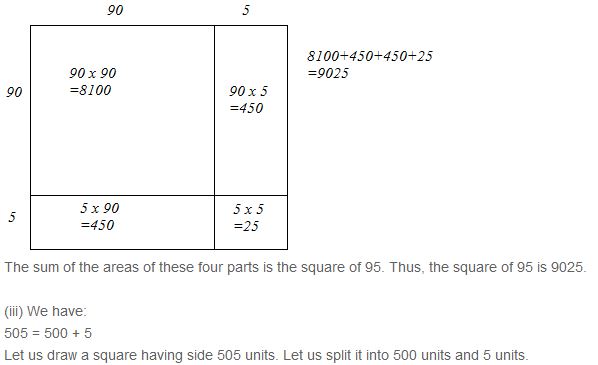 90 5
8100+450+450+25
=9025
90
90 x 90
=8100
90 x 5
=450
5
5 x 90
=450
5 x 5
=25
The sum of the areas of these four parts is the square of 95. Thus, the square of 95 is 9025.
(iii) We have:
505 = 500 + 5
Let us draw a square having side 505 units. Let us split it into 500 units and 5 units.